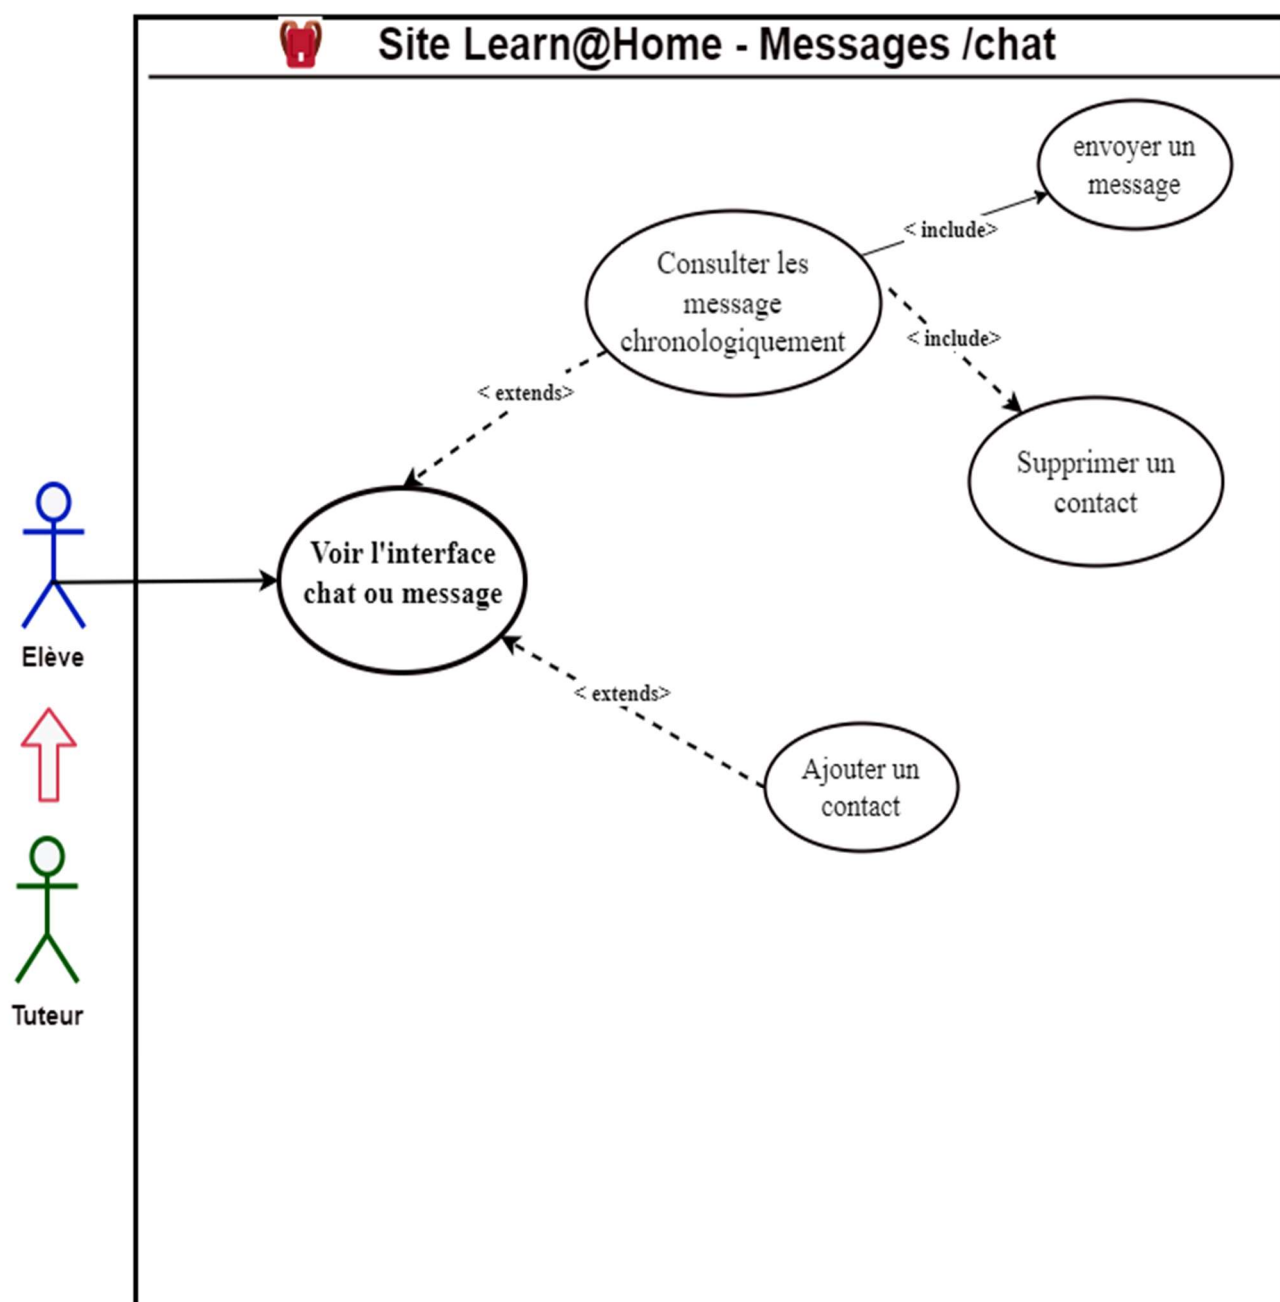 Site Learn@Home - Messages /chat
envoyer un
message
< include>
Consulter les
message
chronologiquement
< include>
< extends>
Supprimer un
contact
Voir l'interface
chat ou message
Elève
< extends>
Ajouter un
contact
Tuteur